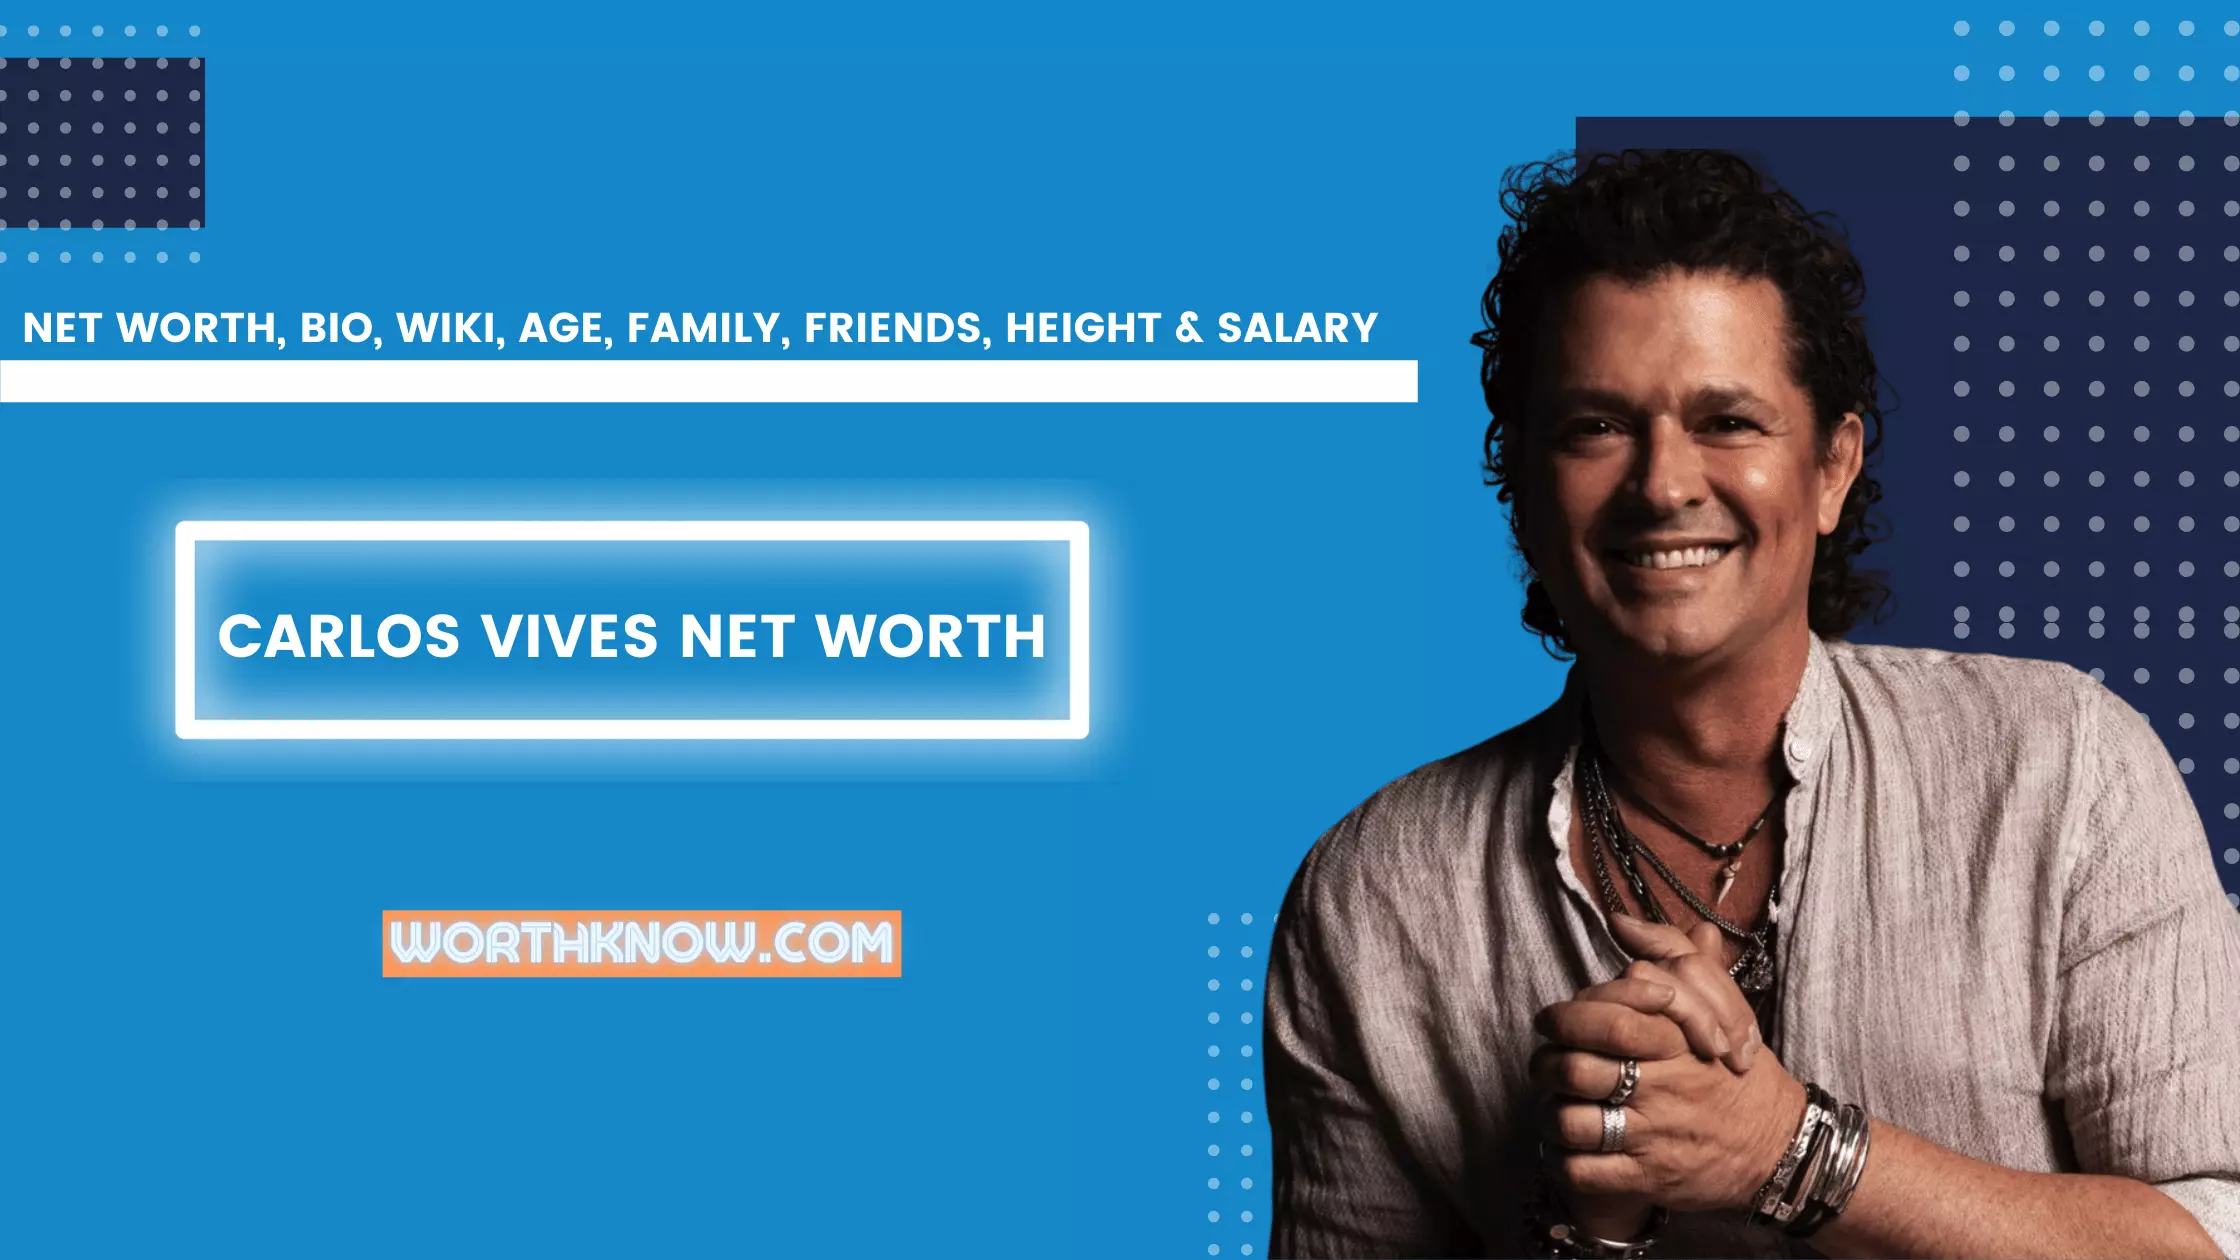 NET WORTH, BIO, WIKI, AGE, FAMILY, FRIENDS, HEIGHT & SALARY
CARLOS VIVES NET WORTH
WORTHKNOW.COM